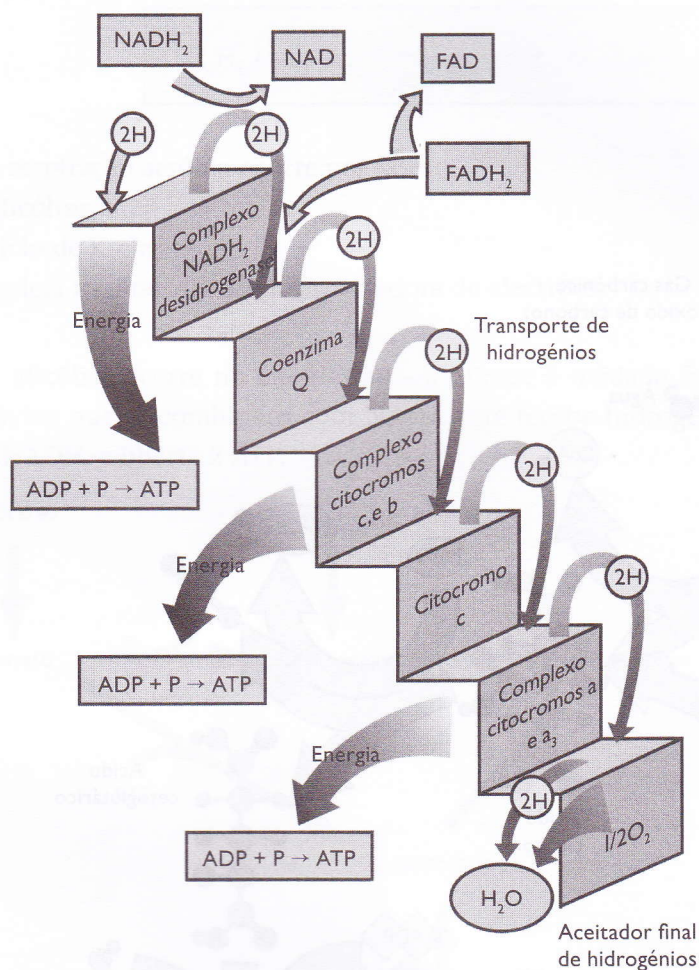 NADH₂
NAD
FAD
2H
2H
FADH₂
Complexo
NADH₂
desidrogenase
2H
Energia
Coenzima
Q
2H
Transporte de
hidrogénios
ADP + P → ATP
Complexo
citocromos
c, e b
2H
Energia
Citocromo
c
2H
ADP + P → ATP
Complexo
citocromos a
e a₃
Energia
2H
1/2O₂
ADP + P → ATP
H₂O
Aceitador final
de hidrogénios